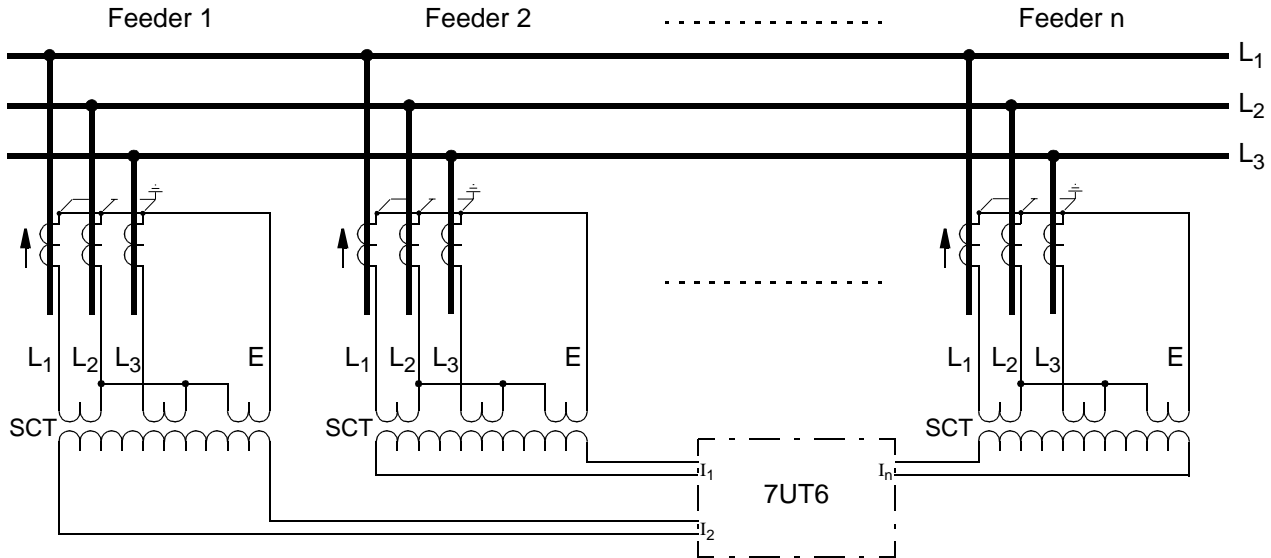 Feeder 1 Feeder 2 Feeder n
L1
L2
L3
L1 L2 L3 E L1 L2 L3 E L1 L2 L3 E
SCT SCT SCT
I1 In
7UT6
I2